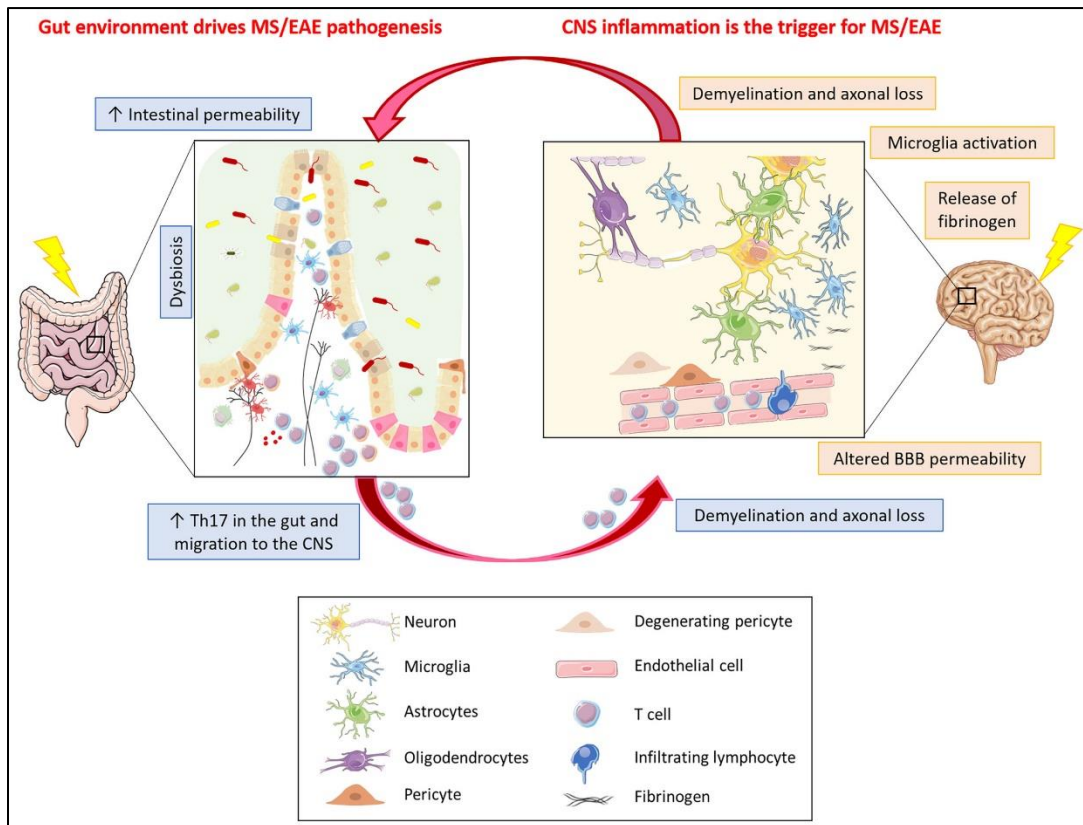 Gut environment drives MS/EAE pathogenesis
CNS inflammation is the trigger for MS/EAE
↑ Intestinal permeability
Dysbiosis
↑ Th17 in the gut and
migration to the CNS
Demyelination and axonal loss
Microglia activation
Release of
fibrinogen
Altered BBB permeability
Demyelination and axonal loss
Neuron
Microglia
Astrocytes
Oligodendrocytes
Pericyte
Degenerating pericyte
Endothelial cell
T cell
Infiltrating lymphocyte
Fibrinogen